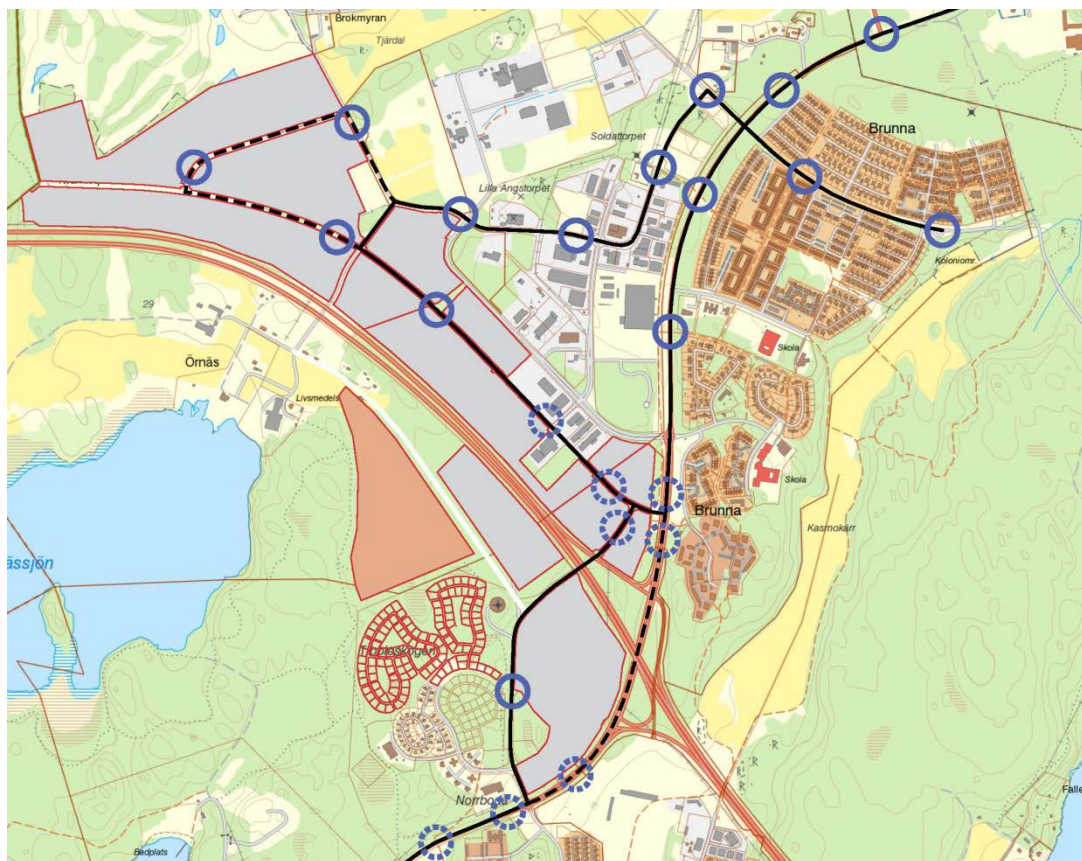 Brokmyran
Tjärdal
Soldattorpet
Brunna
Lilla Ängstorpet
Koloniomr.
29
Örnäs
Skola
Livsmedels
Skola
Brunna
Kasmokärr
ässjön
Norrboda
Badplats
Falle
R
R
R
R
R
R
R